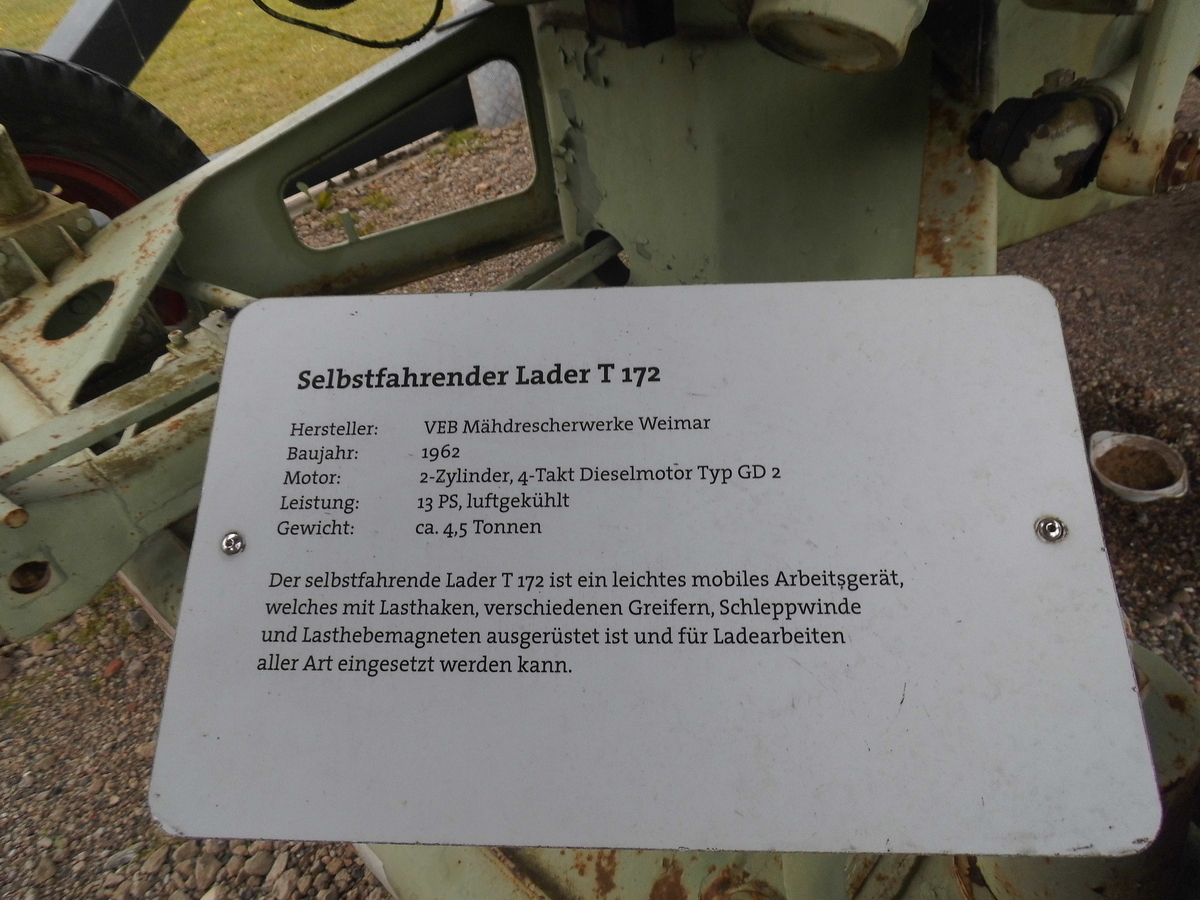 Selbstfahrender Lader T 172
Hersteller: VEB Mähdrescherwerke Weimar
Baujahr: 1962
Motor: 2-Zylinder, 4-Takt Dieselmotor Typ GD 2
Leistung: 13 PS, luftgekühlt
Gewicht: ca. 4,5 Tonnen
Der selbstfahrende Lader T 172 ist ein leichtes mobiles Arbeitsgerät,
welches mit Lasthaken, verschiedenen Greifern, Schleppwinde
und Lasthebemagneten ausgerüstet ist und für Ladearbeiten
aller Art eingesetzt werden kann.